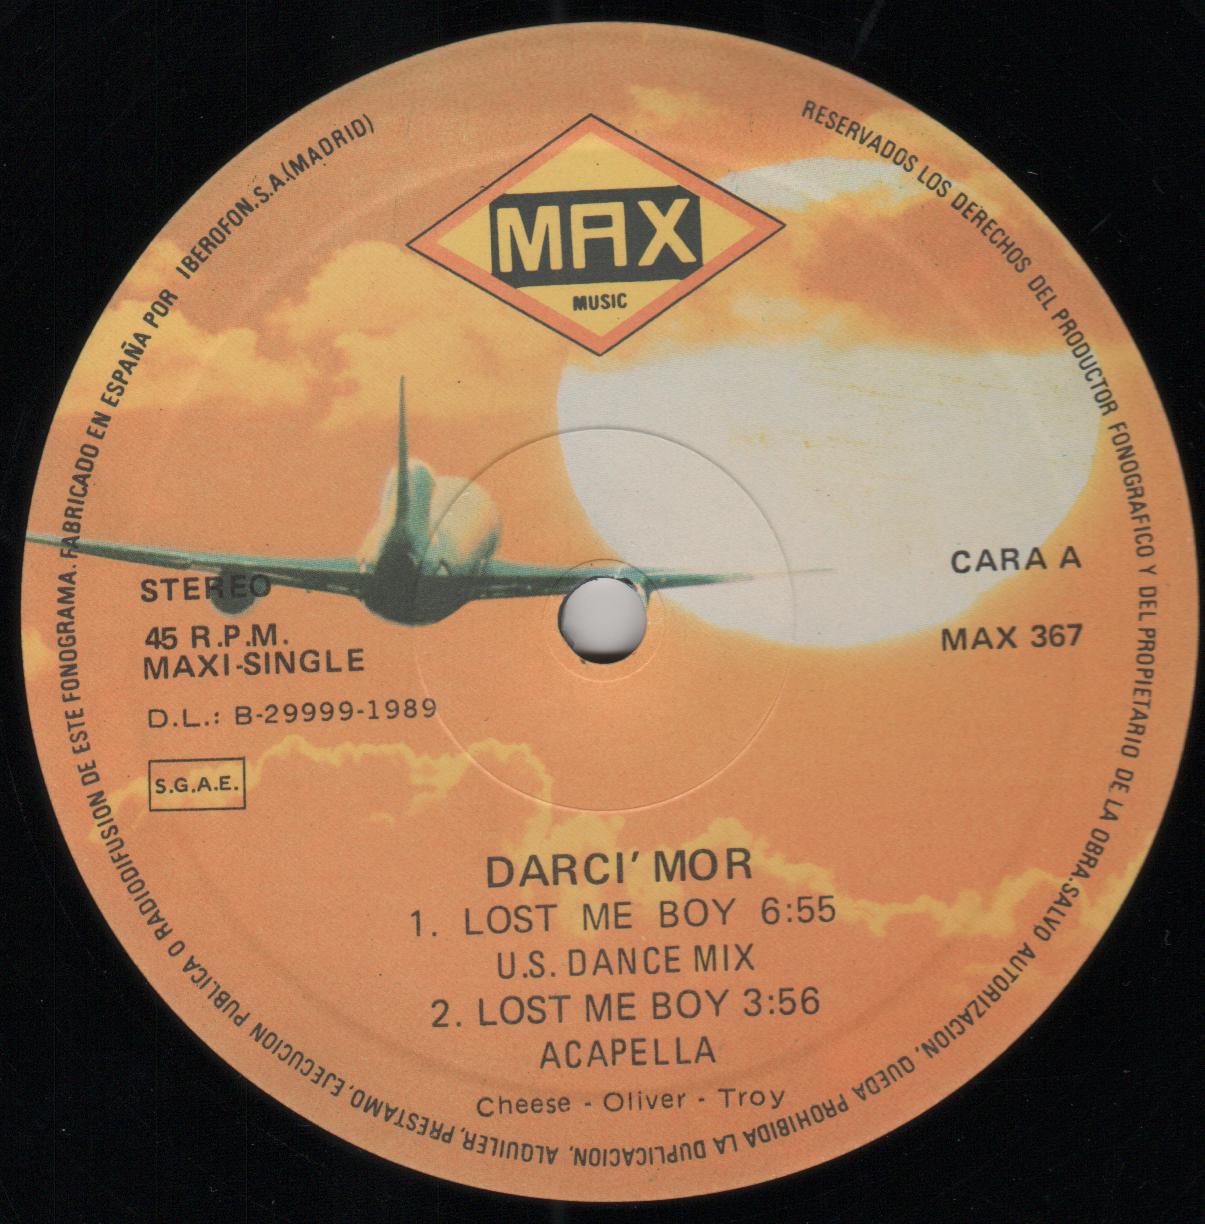 MAX
MUSIC
RESERVADOS LOS DERECHOS DEL PRODUCTOR FONOGRAFICO Y DEL PROPIETARIO DE LA OBRA. SALVO AUTORIZACION, QUEDA PROHIBIDA LA DUPLICACION, ALQUILER, PRESTAMO, EJECUCION PUBLICA O RADIODIFUSION DE ESTE FONOGRAMA. FABRICADO EN ESPAÑA POR IBEROFON.S.A.(MADRID)
STEREO
45 R.P.M.
MAXI-SINGLE
D.L.: B-29999-1989
S.G.A.E.
CARA A
MAX 367
DARCI' MOR
1. LOST ME BOY 6:55
U.S. DANCE MIX
2. LOST ME BOY 3:56
ACAPELLA
Cheese - Oliver - Troy